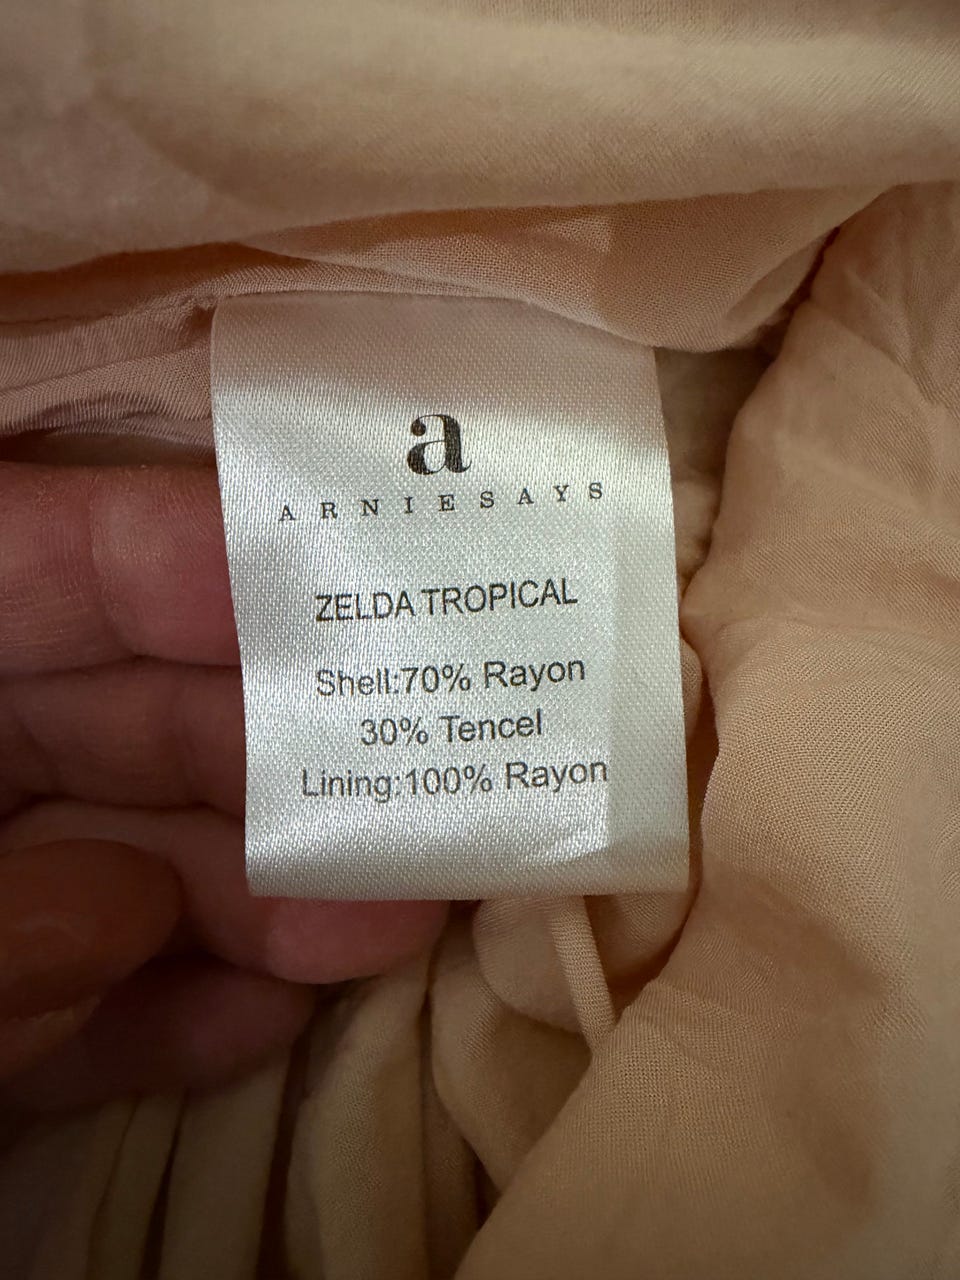 a
ARNIESAYS
ZELDA TROPICAL
Shell:70% Rayon
30% Tencel
Lining:100% Rayon